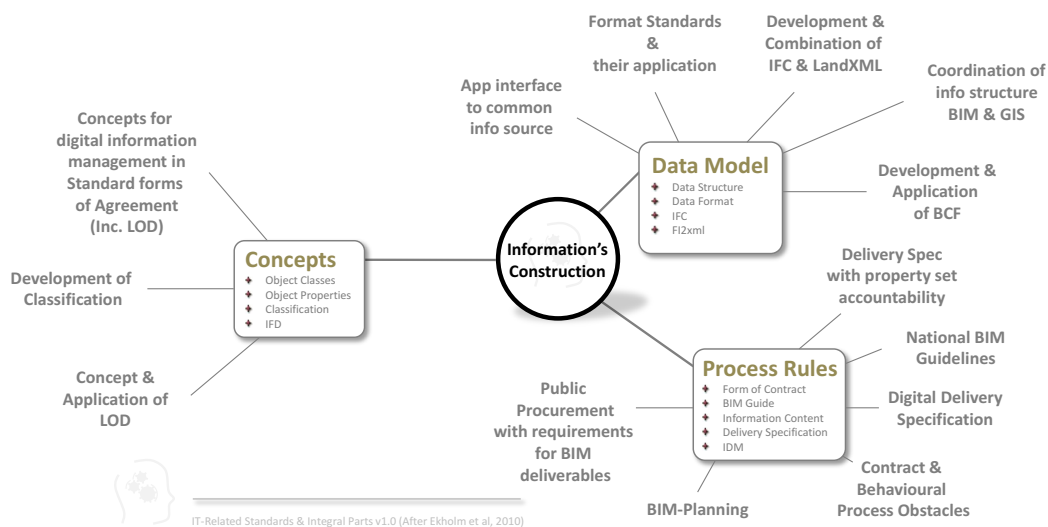 Format Standards
&
their application
Development &
Combination of
IFC & LandXML
Coordination of
info structure
BIM & GIS
App interface
to common
info source
Concepts for
digital information
management in
Standard forms
of Agreement
(Inc. LOD)
Data Model
Data Structure
Data Format
IFC
FI2xml
Development &
Application
of BCF
Information's
Construction
Concepts
Object Classes
Object Properties
Classification
IFD
Development of
Classification
Concept &
Application of
LOD
Delivery Spec
with property set
accountability
National BIM
Guidelines
Process Rules
Form of Contract
BIM Guide
Information Content
Delivery Specification
IDM
Public
Procurement
with requirements
for BIM
deliverables
Digital Delivery
Specification
Contract &
Behavioural
Process Obstacles
BIM-Planning
IT-Related Standards & Integral Parts v1.0 (After Ekholm et al, 2010)